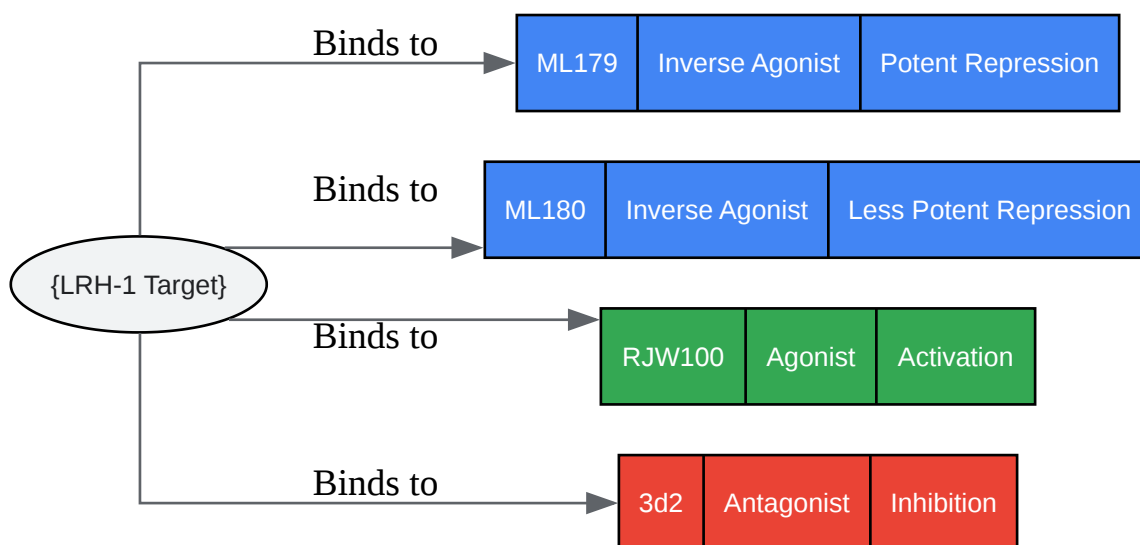 Binds to
ML179 Inverse Agonist Potent Repression
Binds to
ML180 Inverse Agonist Less Potent Repression
{LRH-1 Target}
Binds to
RJW100 Agonist Activation
Binds to
3d2 Antagonist Inhibition